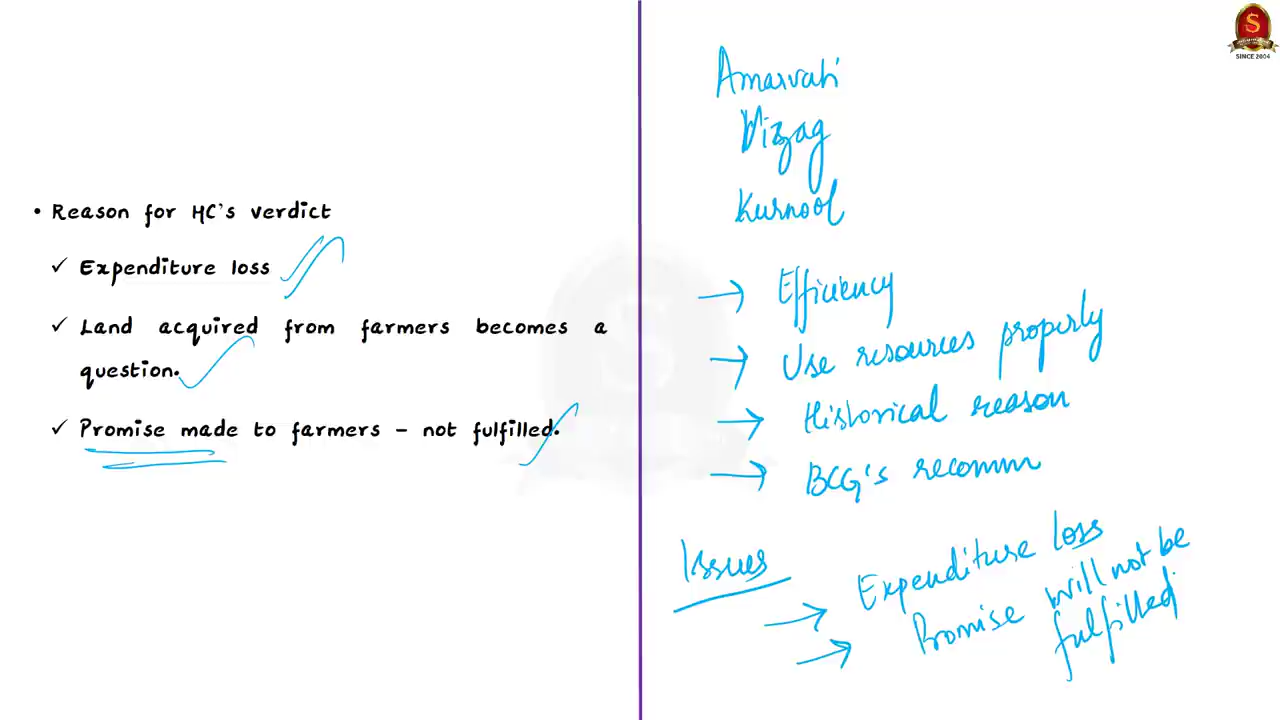 • Reason for HC's verdict
✓ Expenditure loss
✓ Land acquired from farmers becomes a
question.
✓ Promise made to farmers – not fulfilled.
S
SINCE 2004
Amarvati
Vizag
Kurnool
→ Efficiency
→ Use resources properly
→ Historical reason
→ BCG's recomm
Issues
→ Expenditure loss
→ Promise will not be
fulfilled